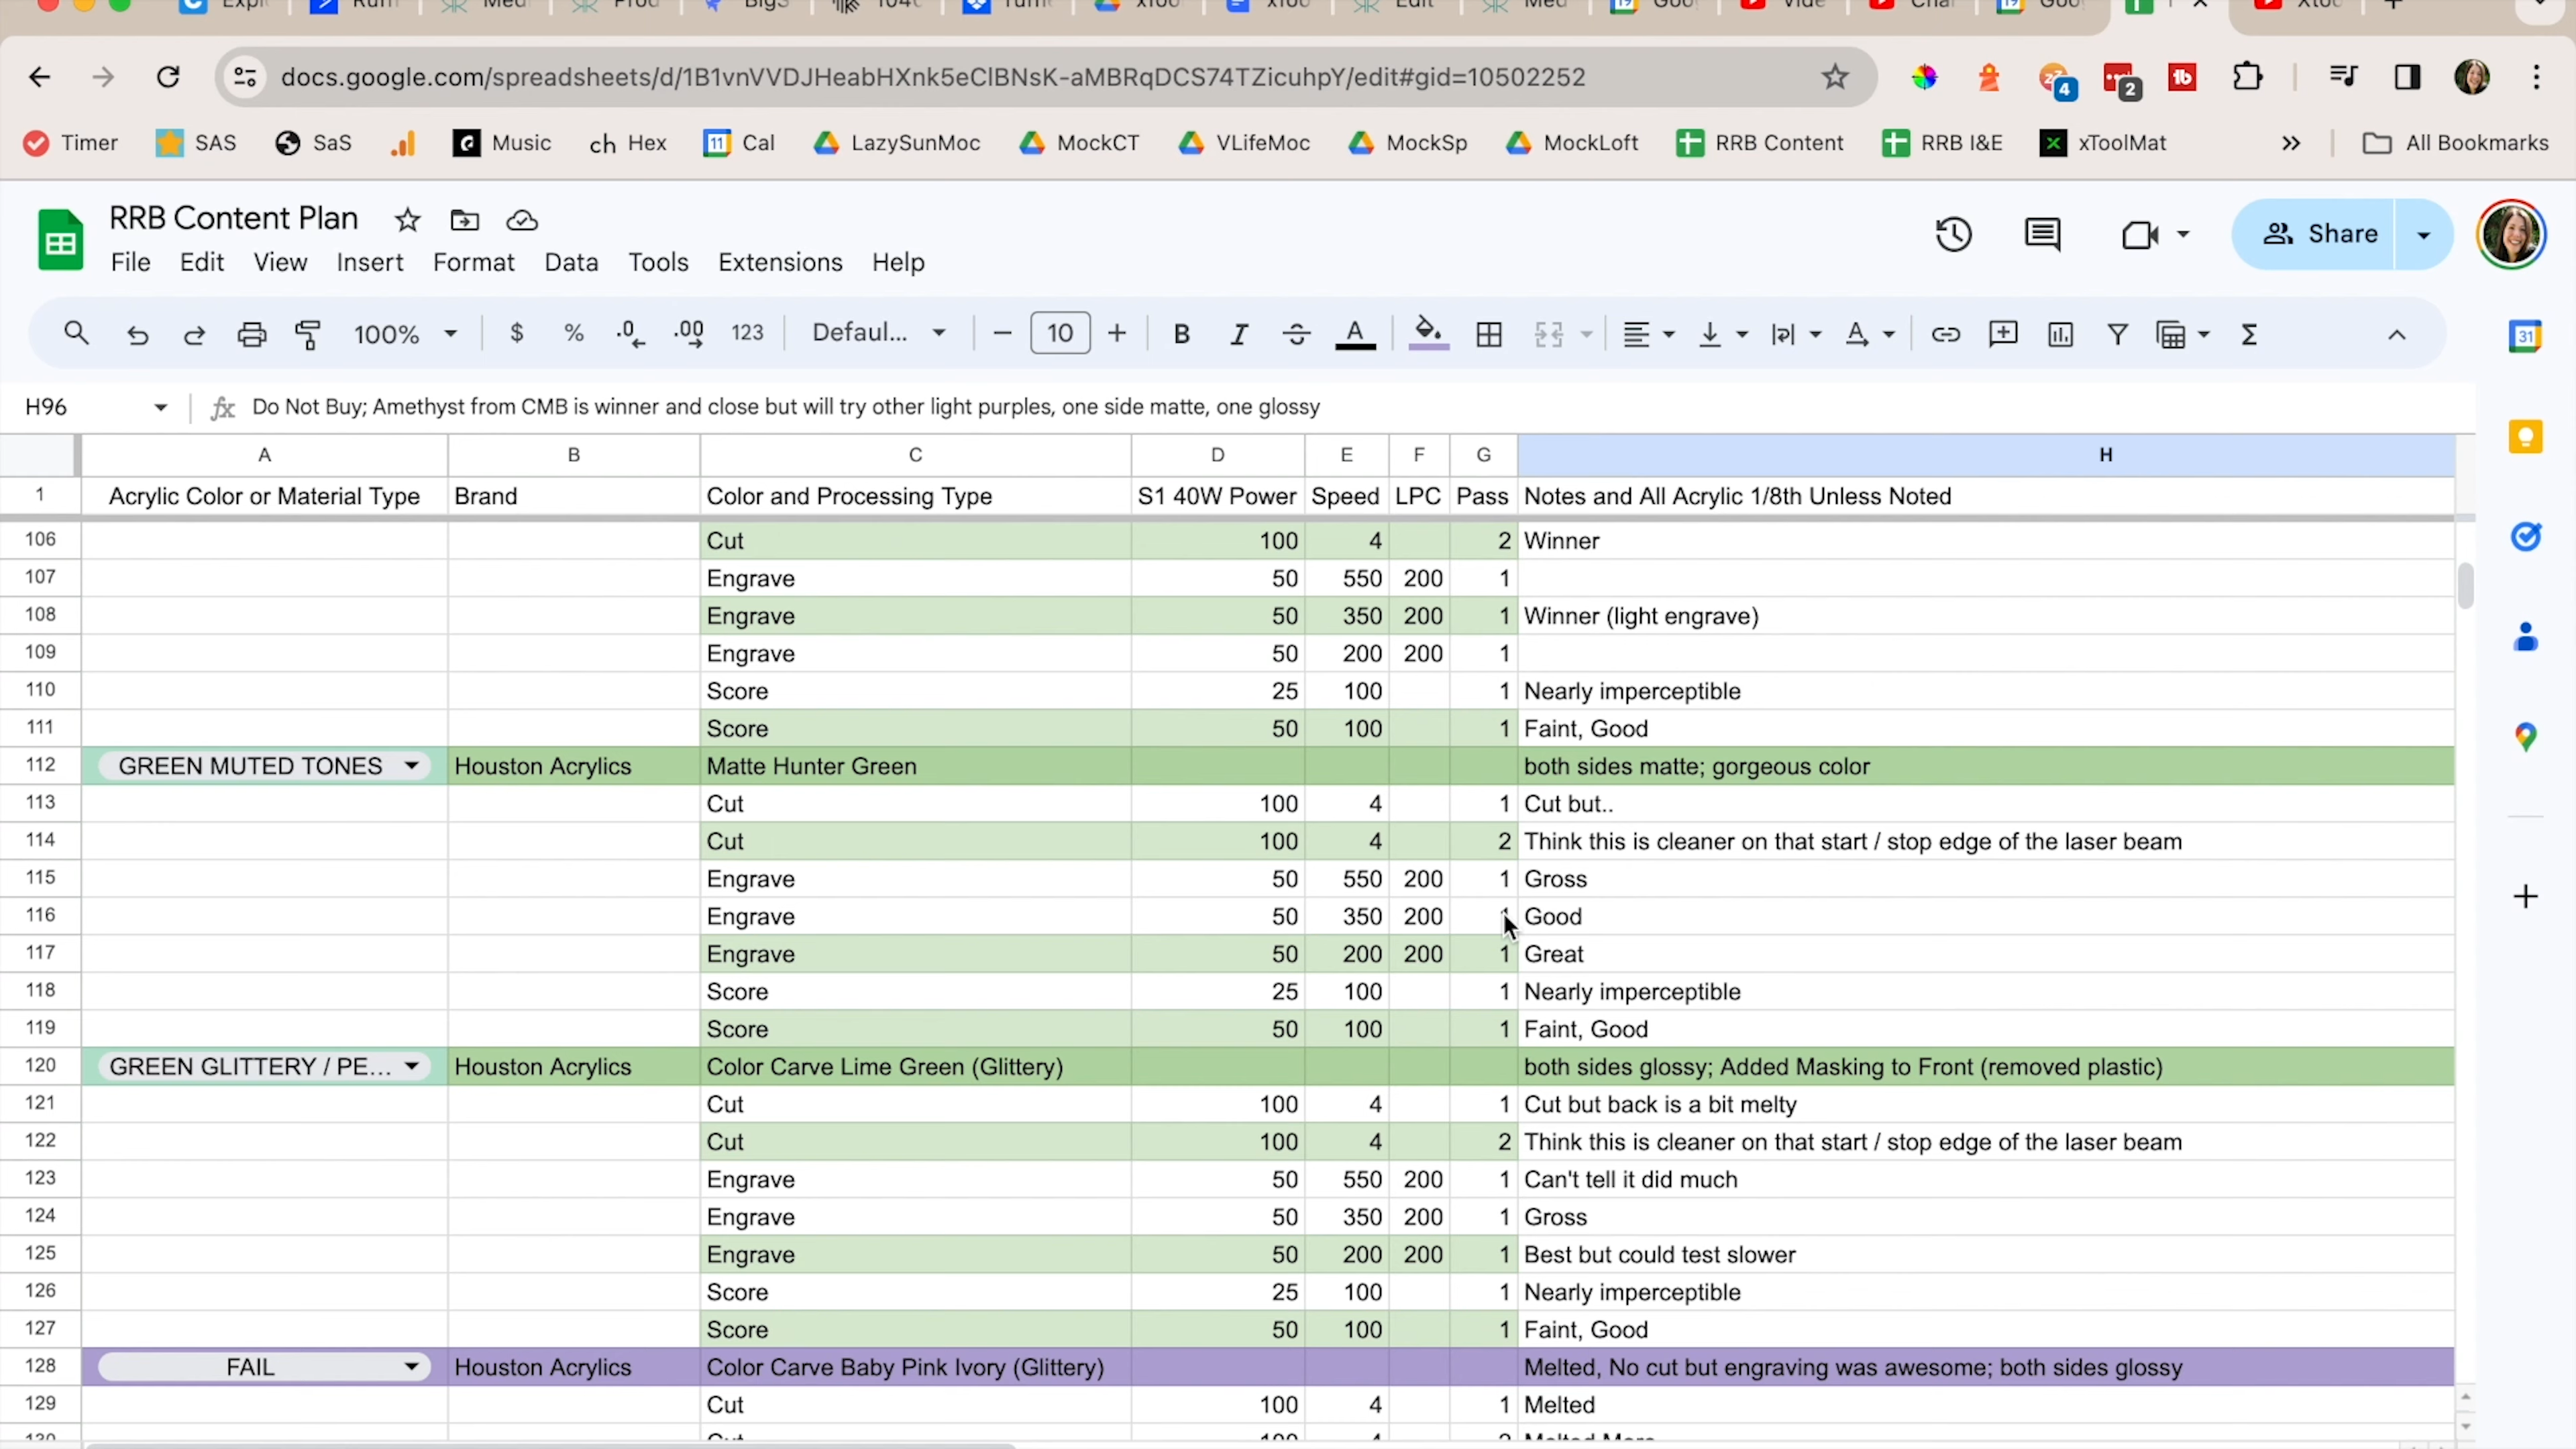 docs.google.com/spreadsheets/d/1B1vnVVDJHeabHXnk5eClBNsK-aMBRqDCS74TZicuhpY/edit#gid=10502252
4 2
Timer SAS SaS Music ch Hex 11 Cal LazySunMoc MockCT VLifeMoc MockSp MockLoft RRB Content RRB I&E xToolMat » All Bookmarks
RRB Content Plan
Share
File Edit View Insert Format Data Tools Extensions Help
100% $ % .0 .00 123 Defaul... − 10 + B I A Σ
31
H96 fx Do Not Buy; Amethyst from CMB is winner and close but will try other light purples, one side matte, one glossy
A B C D E F G H
1 Acrylic Color or Material Type Brand Color and Processing Type S1 40W Power Speed LPC Pass Notes and All Acrylic 1/8th Unless Noted
106 Cut 100 4 2 Winner
107 Engrave 50 550 200 1
108 Engrave 50 350 200 1 Winner (light engrave)
109 Engrave 50 200 200 1
110 Score 25 100 1 Nearly imperceptible
111 Score 50 100 1 Faint, Good
112 GREEN MUTED TONES Houston Acrylics Matte Hunter Green both sides matte; gorgeous color
113 Cut 100 4 1 Cut but..
114 Cut 100 4 2 Think this is cleaner on that start / stop edge of the laser beam
115 Engrave 50 550 200 1 Gross
116 Engrave 50 350 200 Good
117 Engrave 50 200 200 1 Great
118 Score 25 100 1 Nearly imperceptible
119 Score 50 100 1 Faint, Good
120 GREEN GLITTERY / PE... Houston Acrylics Color Carve Lime Green (Glittery) both sides glossy; Added Masking to Front (removed plastic)
121 Cut 100 4 1 Cut but back is a bit melty
122 Cut 100 4 2 Think this is cleaner on that start / stop edge of the laser beam
123 Engrave 50 550 200 1 Can't tell it did much
124 Engrave 50 350 200 1 Gross
125 Engrave 50 200 200 1 Best but could test slower
126 Score 25 100 1 Nearly imperceptible
127 Score 50 100 1 Faint, Good
128 FAIL Houston Acrylics Color Carve Baby Pink Ivory (Glittery) Melted, No cut but engraving was awesome; both sides glossy
129 Cut 100 4 1 Melted